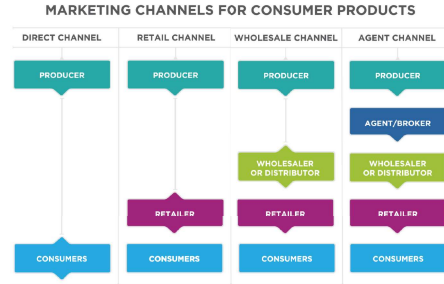 MARKETING CHANNELS FOR CONSUMER PRODUCTS
DIRECT CHANNEL RETAIL CHANNEL WHOLESALE CHANNEL AGENT CHANNEL
PRODUCER PRODUCER PRODUCER PRODUCER
AGENT/BROKER
WHOLESALER WHOLESALER
OR DISTRIBUTOR OR DISTRIBUTOR
RETAILER RETAILER RETAILER
CONSUMERS CONSUMERS CONSUMERS CONSUMERS